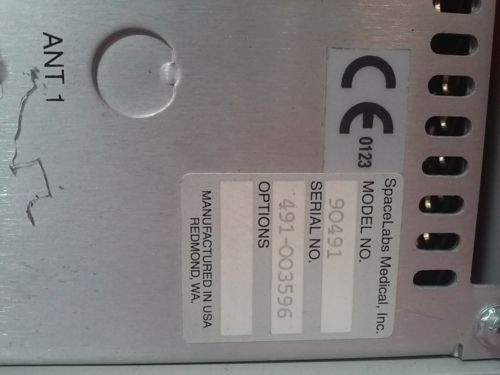 ANT 1
CE 0123
SpaceLabs Medical, Inc.
MODEL NO.
90491
SERIAL NO.
491-003596
OPTIONS
MANUFACTURED IN USA
REDMOND, WA.